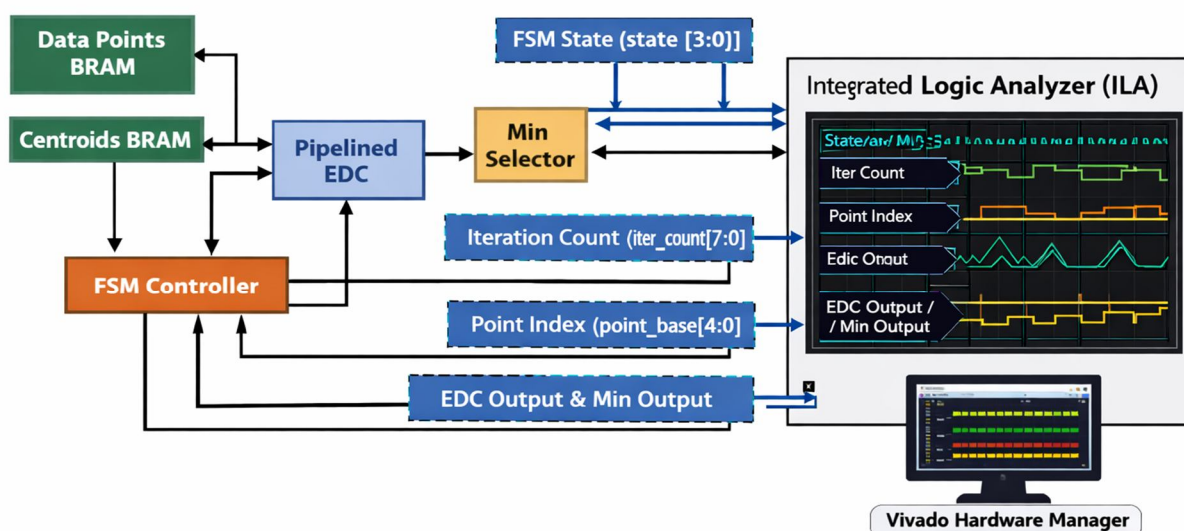 Data Points
BRAM
Centroids BRAM
Pipelined
EDC
Min
Selector
FSM State (state [3:0)]
FSM Controller
Iteration Count (iter_count[7:0)
Point Index (point_base[4:0)
EDC Output & Min Output
Integrated Logic Analyzer (ILA)
Iter Count
Point Index
Edic Onqut
EDC Output /
/ Min Output
Vivado Hardware Manager